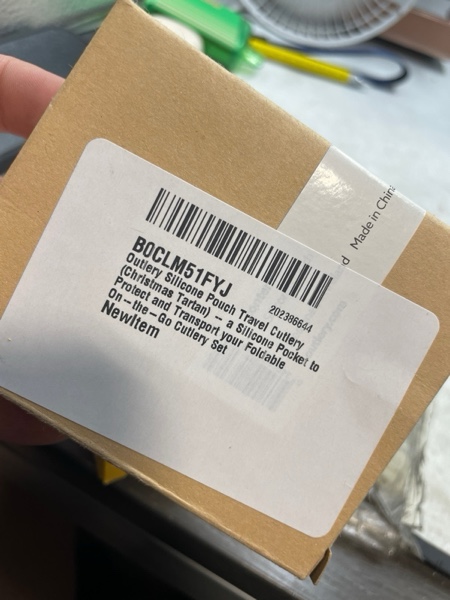 d Made in China
B0CLM51FYJ
202386644
Outlery Silicone Pouch Travel Cutlery
(Christmas Tartan) – a Silicone Pocket to
Protect and Transport your Foldable
On-the-Go Cutlery Set
NewItem